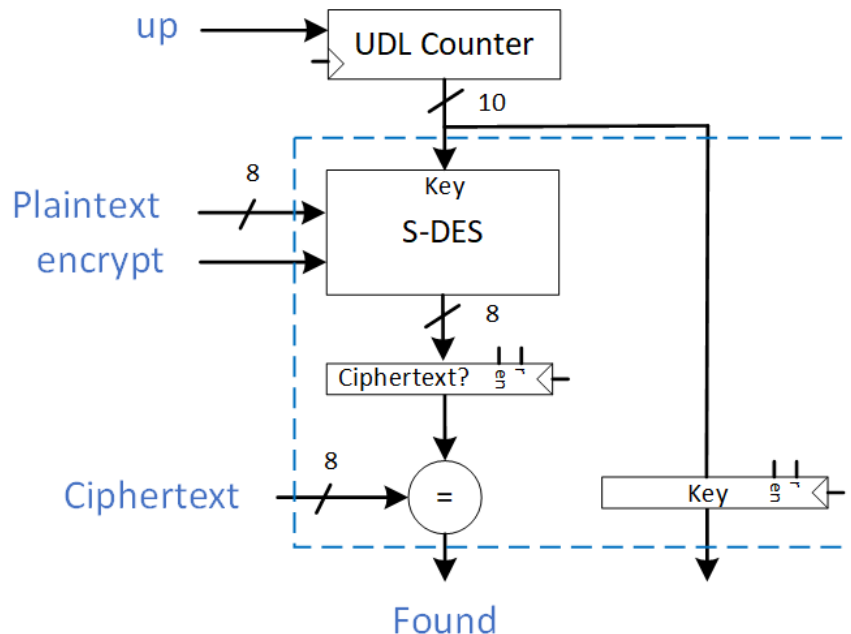 up
UDL Counter
10
8
Key
Plaintext
S-DES
encrypt
8
Ciphertext?
en
r
8
Ciphertext
=
Key
en
r
Found